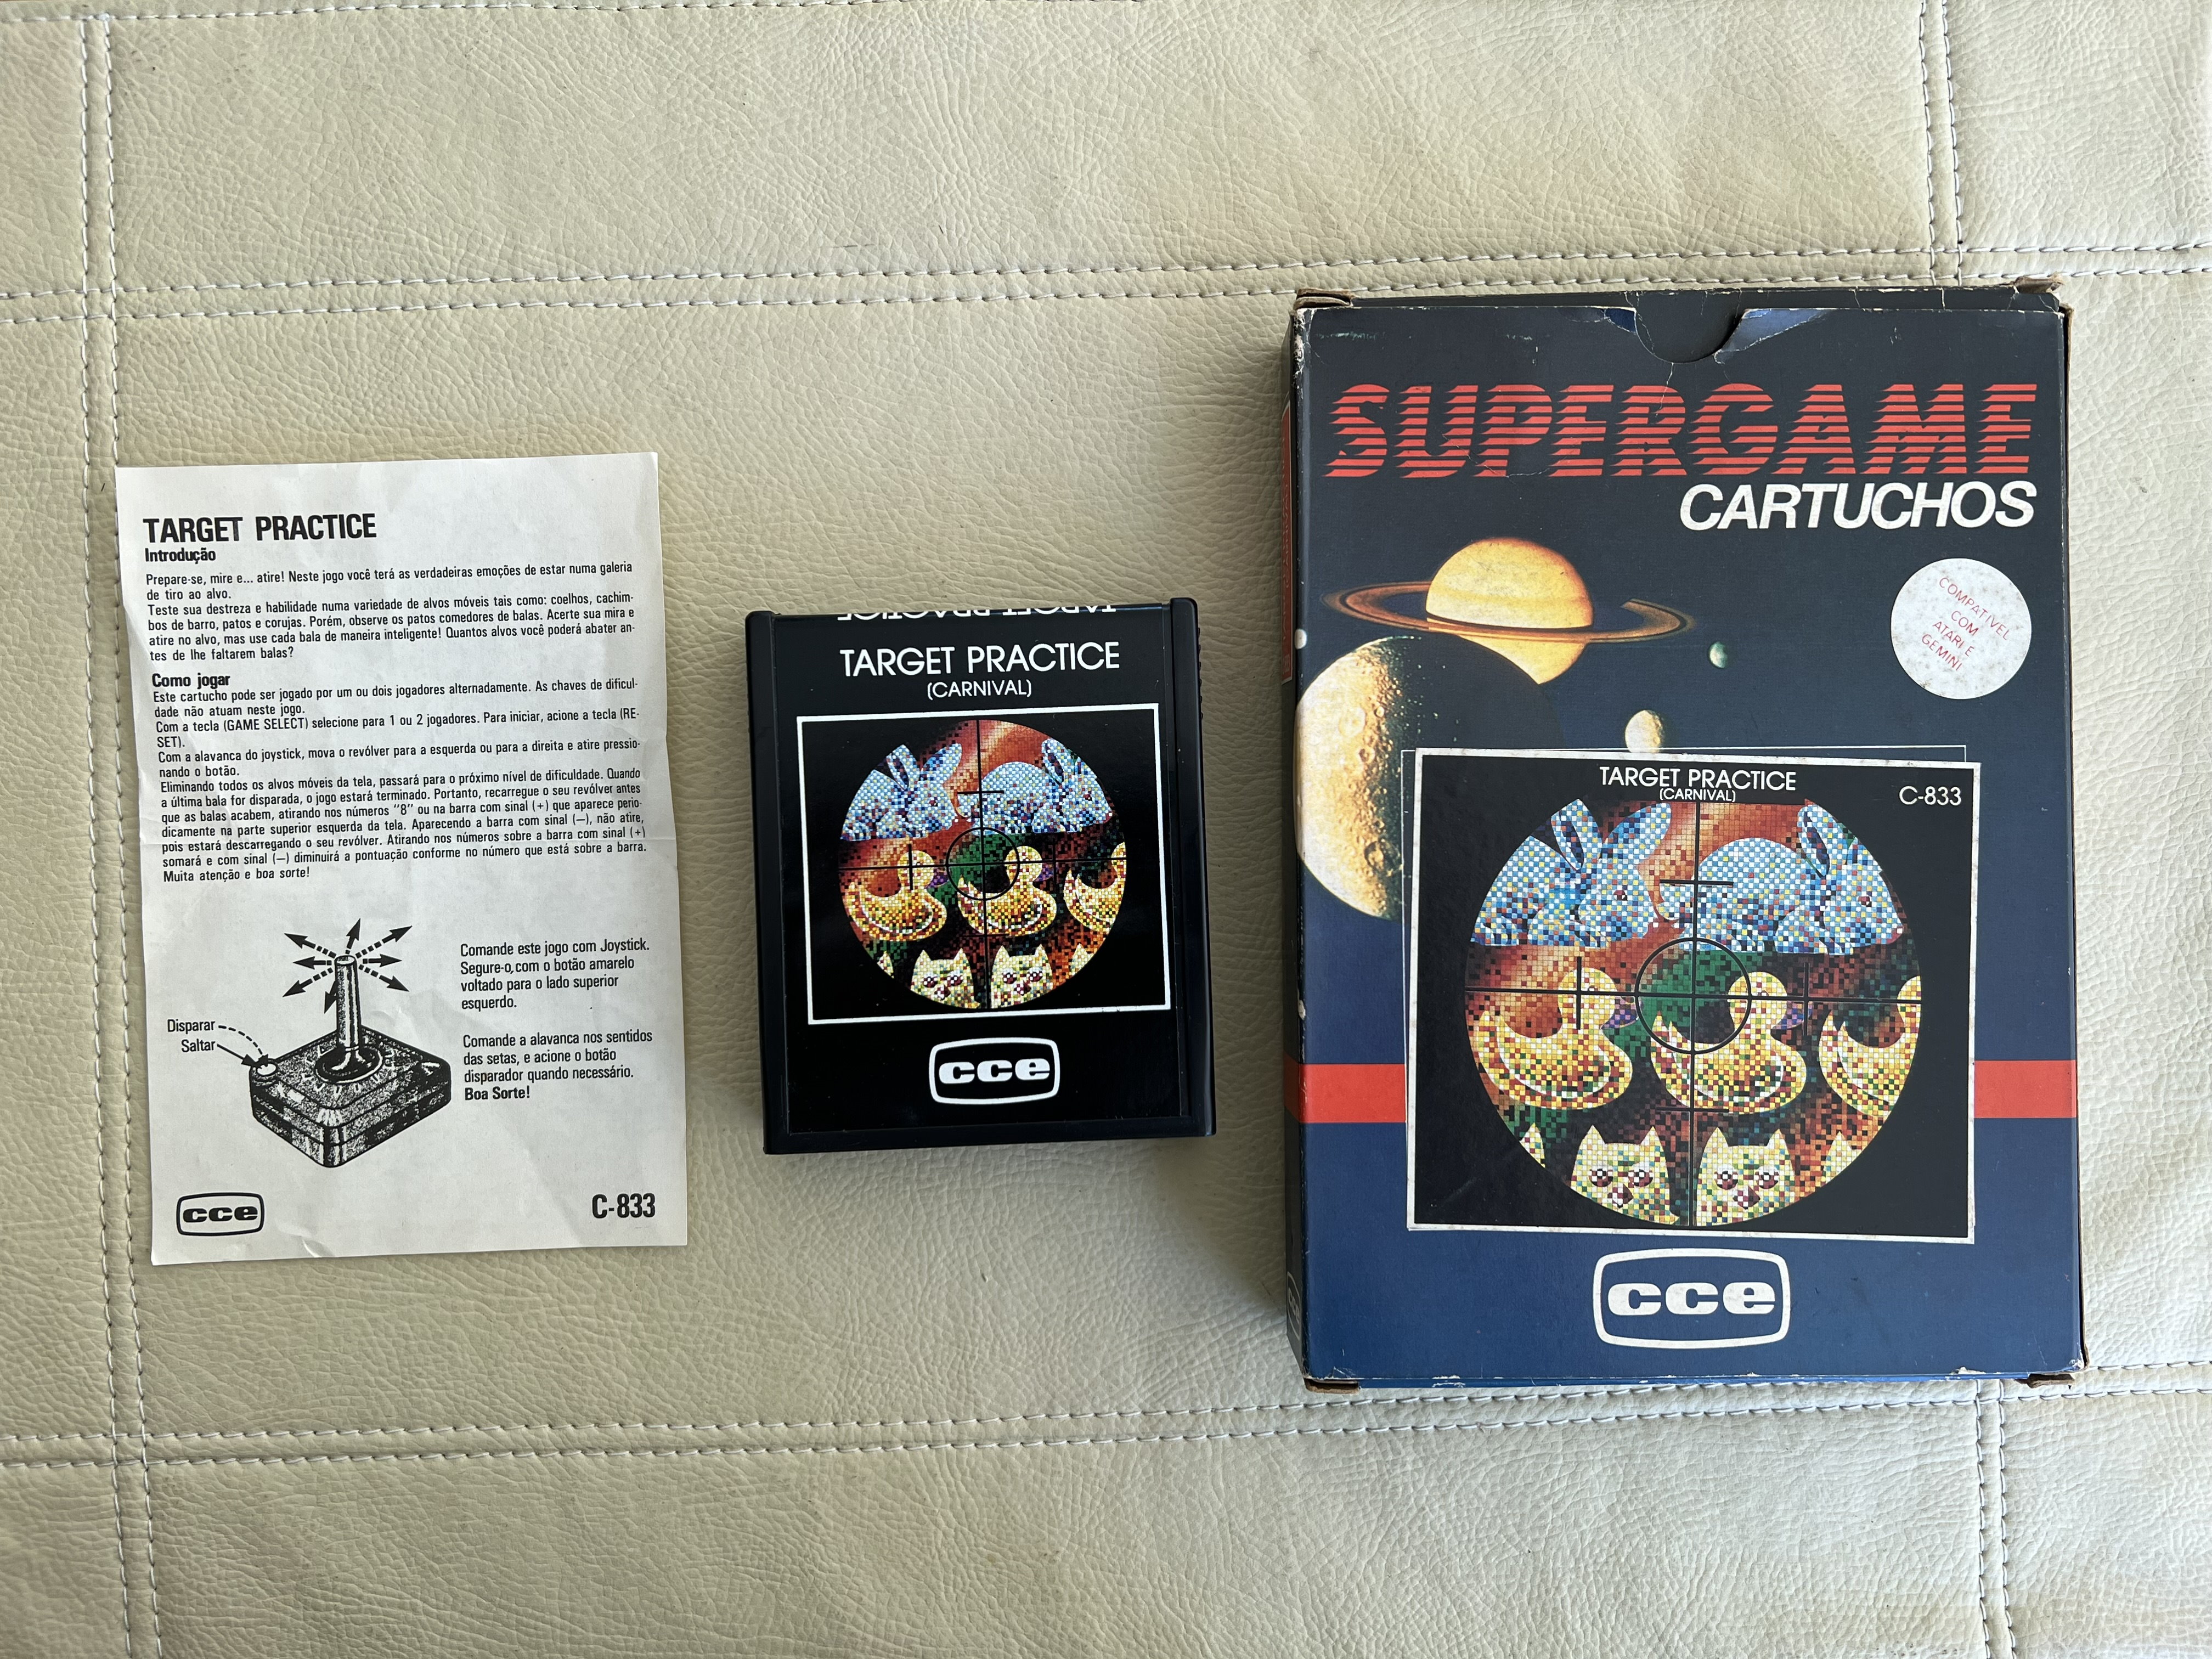 TARGET PRACTICE
Introdução
Prepare-se, mire e... atire! Neste jogo você terá as verdadeiras emoções de estar numa galeria
de tiro ao alvo.
Teste sua destreza e habilidade numa variedade de alvos móveis tais como: coelhos, cachim-
bos de barro, patos e corujas. Porém, observe os patos comedores de balas. Acerte sua mira e
atire no alvo, mas use cada bala de maneira inteligente! Quantos alvos você poderá abater an-
tes de lhe faltarem balas?
Como jogar
Este cartucho pode ser jogado por um ou dois jogadores alternadamente. As chaves de dificul-
dade não atuam neste jogo.
Com a tecla (GAME SELECT) selecione para 1 ou 2 jogadores. Para iniciar, acione a tecla (RE-
SET).
Com a alavanca do joystick, mova o revólver para a esquerda ou para a direita e atire pressio-
nando o botão.
Eliminando todos os alvos móveis da tela, passará para o próximo nível de dificuldade. Quando
a última bala for disparada, o jogo estará terminado. Portanto, recarregue o seu revólver antes
que as balas acabem, atirando nos números "8" ou na barra com sinal (+) que aparece perio-
dicamente na parte superior esquerda da tela. Aparecendo a barra com sinal (—), não atire,
pois estará descarregando o seu revólver. Atirando nos números sobre a barra com sinal (+)
somará e com sinal (—) diminuirá a pontuação conforme no número que está sobre a barra.
Muita atenção e boa sorte!
Comande este jogo com Joystick.
Segure-o,com o botão amarelo
voltado para o lado superior
esquerdo.
Disparar
Saltar
Comande a alavanca nos sentidos
das setas, e acione o botão
disparador quando necessário.
Boa Sorte!
cce
C-833
TARGET PRACTICE
TARGET PRACTICE
(CARNIVAL)
cce
SUPERGAME
CARTUCHOS
COMPATÍVEL
COM
ATARI E
GEMINI
TARGET PRACTICE
(CARNIVAL)
C-833
cce